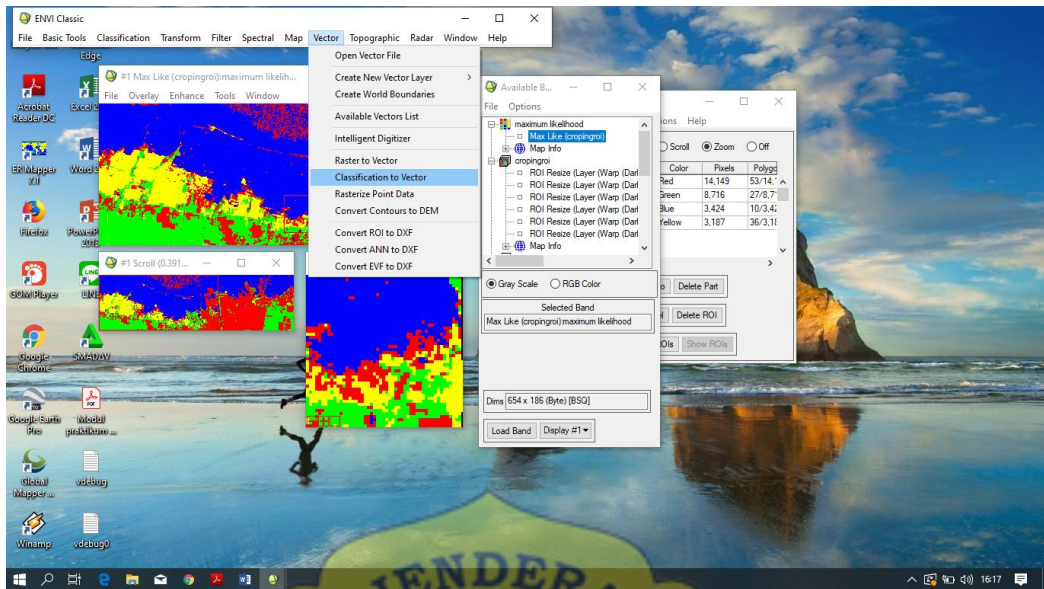 ENVI Classic
File Basic Tools Classification Transform Filter Spectral Map Vector Topographic Radar Window Help
Edge
Acrobat Reader DC
Excel 2
ERMapper 7.1
Word 2
Firefox
PowerP 2013
GOM Player
LINE
Google Chrome
SMADAV
Google Earth Pro
Modul praktikum ...
Global Mapper ...
vdebug
Winamp
vdebug0
#1 Max Like (cropingroi):maximum likelih...
File Overlay Enhance Tools Window
#1 Scroll (0.391...
Open Vector File
Create New Vector Layer
Create World Boundaries
Available Vectors List
Intelligent Digitizer
Raster to Vector
Classification to Vector
Rasterize Point Data
Convert Contours to DEM
Convert ROI to DXF
Convert ANN to DXF
Convert EVF to DXF
Available B...
File Options
maximum likelihood
Max Like (cropingroi)
Map Info
cropingroi
ROI Resize (Layer (Warp (Darl
ROI Resize (Layer (Warp (Darl
ROI Resize (Layer (Warp (Darl
ROI Resize (Layer (Warp (Darl
ROI Resize (Layer (Warp (Darl
Map Info
Gray Scale RGB Color
Selected Band
Max Like (cropingroi):maximum likelihood
Dims 654 x 186 (Byte) [BSQ]
Load Band Display #1
ions Help
Scroll Zoom Off
Color Pixels Polygo
Red 14,149 53/14,1
Green 8,716 27/8,71
Blue 3,424 10/3,42
Yellow 3,187 36/3,18
Delete Part
Delete ROI
OIs Show ROIs
JENDERA
16:17